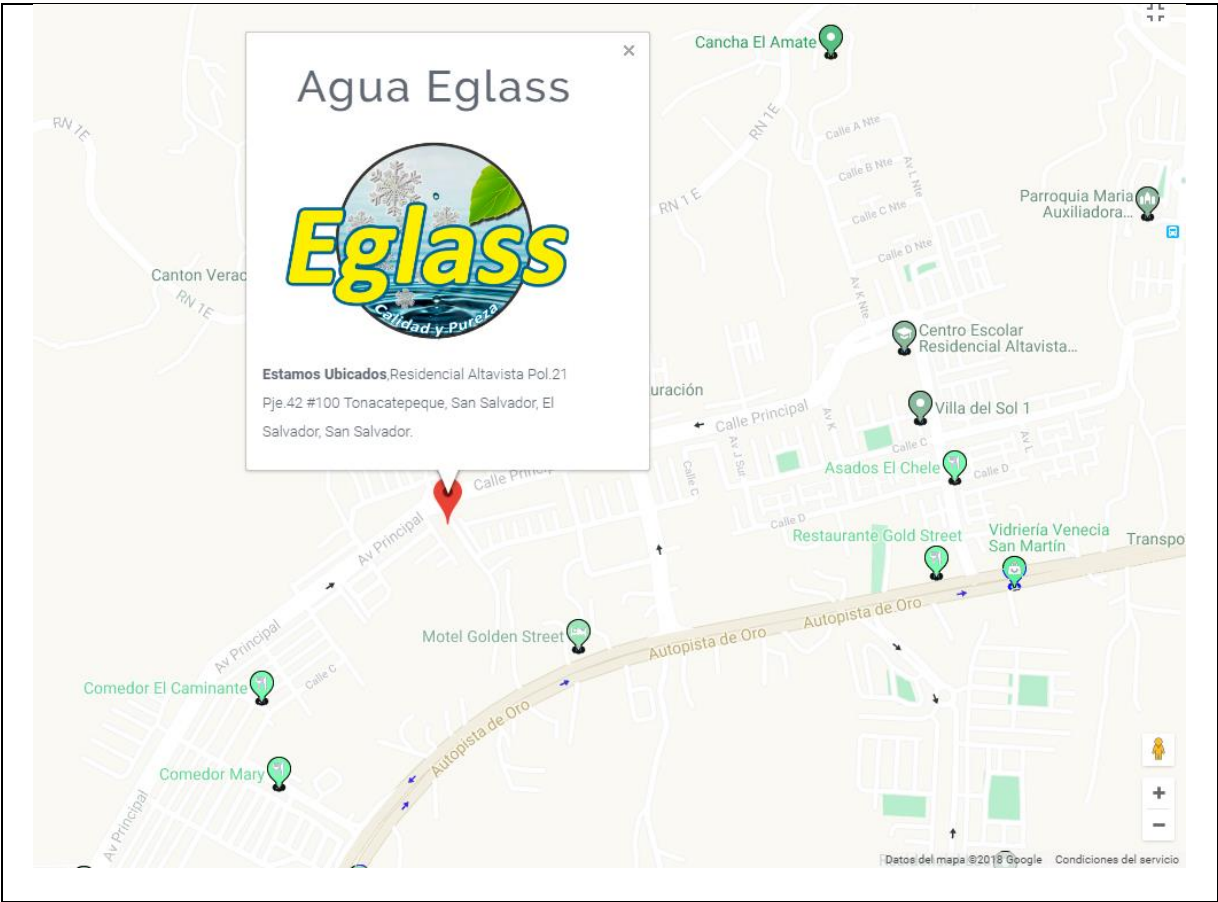 Cancha El Amate
Agua Eglass
RN 1E
RN 1E
Calle A Nte
Calle B Nte
Av L Nte
Parroquia Maria
Auxiliadora...
RN 1 E
Calle C Nte
Calle D Nte
Eglass
Calidad y Pureza
Canton Verac
RN 1E
Av K Nte
Centro Escolar
Residencial Altavista...
Estamos Ubicados,Residencial Altavista Pol.21
Pje.42 #100 Tonacatepeque, San Salvador, El
Salvador, San Salvador.
uración
Villa del Sol 1
Calle Principal
Av K
Av L
Av J Sur
Calle C
Asados El Chele
Calle D
Calle C
Calle Princip
Av Principal
Calle D
Restaurante Gold Street
Vidriería Venecia
San Martín
Transpo
Autopista de Oro
Motel Golden Street
Autopista de Oro
Av Principal
Calle C
Comedor El Caminante
Autopista de Oro
Comedor Mary
Av Principal
+
−
Datos del mapa ©2018 Google Condiciones del servicio